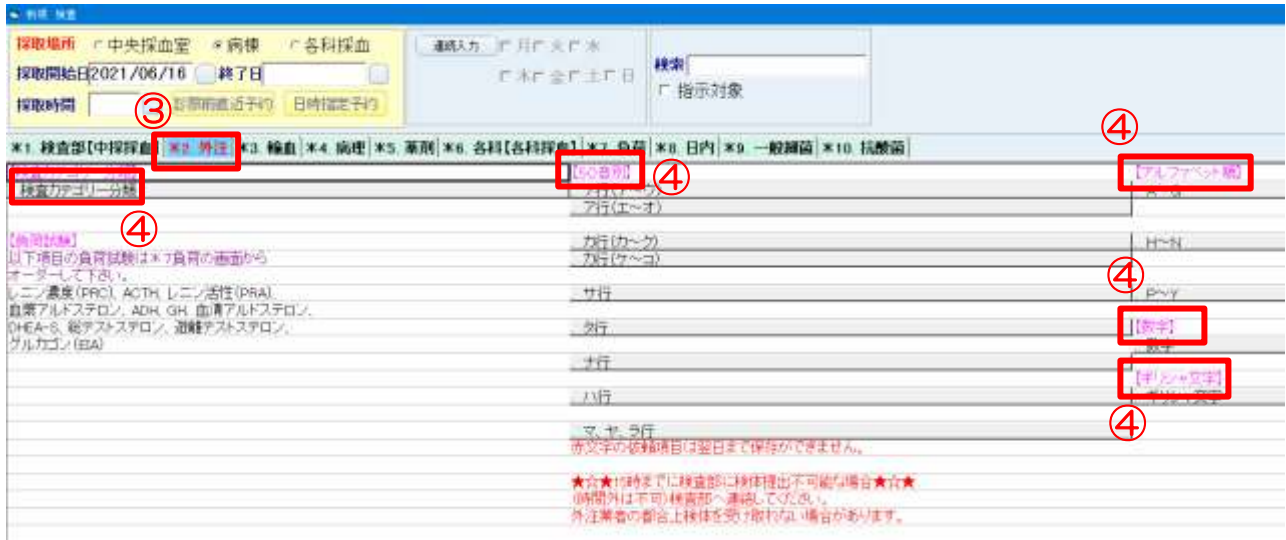 採取場所 中央採血室 病棟 各科採血
採取開始日2021/06/16 終了日
採取時間 日時指定予約
連続入力 月 火 水
木 金 土 日
検索
指示対象
③
*1. 検査部【中採採血】 *2. 外注 *3. 輸血 *4. 病理 *5. 薬剤 *6. 各科【各科採血】 *7. 負荷 *8. 日内 *9. 一般細菌 *10. 抗酸菌
④
検査カテゴリー分類
④
【負荷試験】
以下項目の負荷試験は*7負荷の画面から
オーダーして下さい。
レニン濃度(PRC), ACTH, レニン活性(PRA),
血漿アルドステロン, ADH, GH, 血清アルドステロン,
DHEA-S, 総テストステロン, 遊離テストステロン,
グルカゴン(EIA)
【50音別】
④
ア行(ア～ウ)
ア行(エ～オ)
カ行(カ～ク)
カ行(ケ～コ)
サ行
タ行
ナ行
ハ行
マ、ヤ、ラ行
赤文字の依頼項目は翌日まで保存ができません。
★☆★15時までに検査部に検体提出不可能な場合★☆★
(時間外は不可)検査部へ連絡してください。
外注業者の都合上検体を受け取れない場合があります。
【アルファベット順】
A～G
H～N
④
P～Y
【数字】
数字
【ギリシャ文字】
ギリシャ文字
④